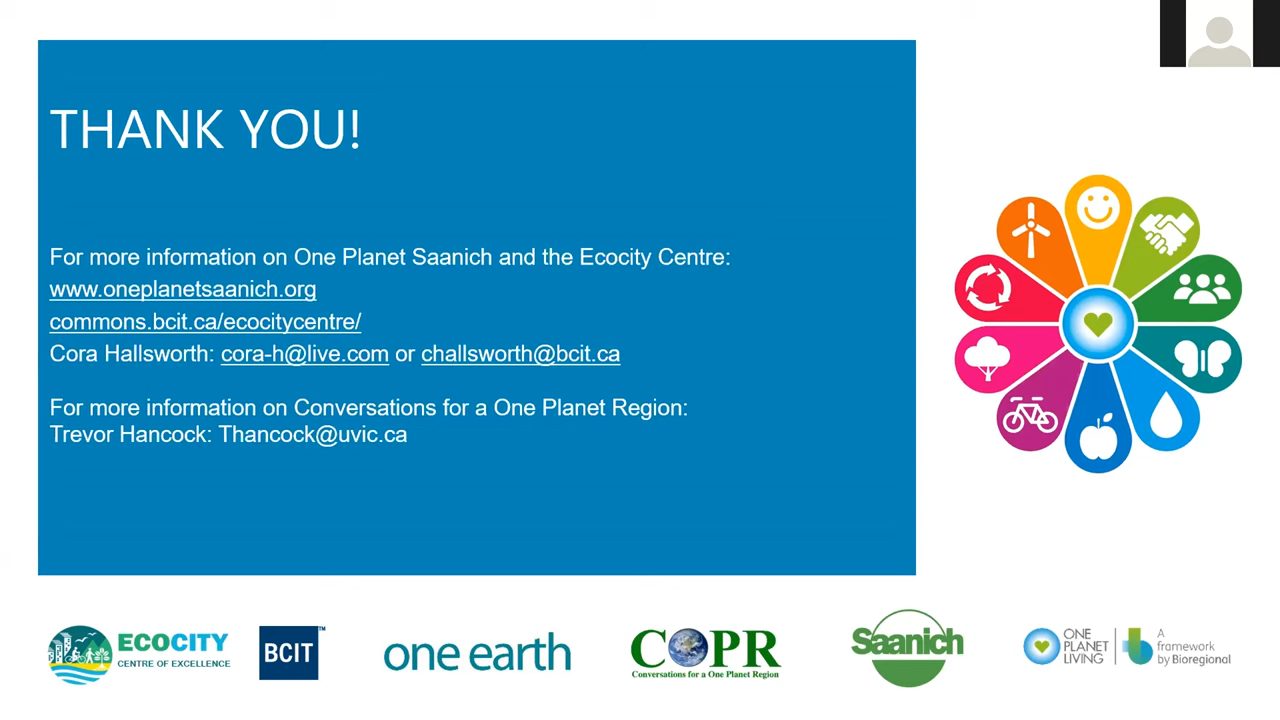 THANK YOU!
For more information on One Planet Saanich and the Ecocity Centre:
www.oneplanetsaanich.org
commons.bcit.ca/ecocitycentre/
Cora Hallsworth: cora-h@live.com or challsworth@bcit.ca
For more information on Conversations for a One Planet Region:
Trevor Hancock: Thancock@uvic.ca
ECOCITY
CENTRE OF EXCELLENCE
BCIT™
one earth
COPR
Conversations for a One Planet Region
Saanich
ONE
PLANET
LIVING
A
framework
by Bioregional